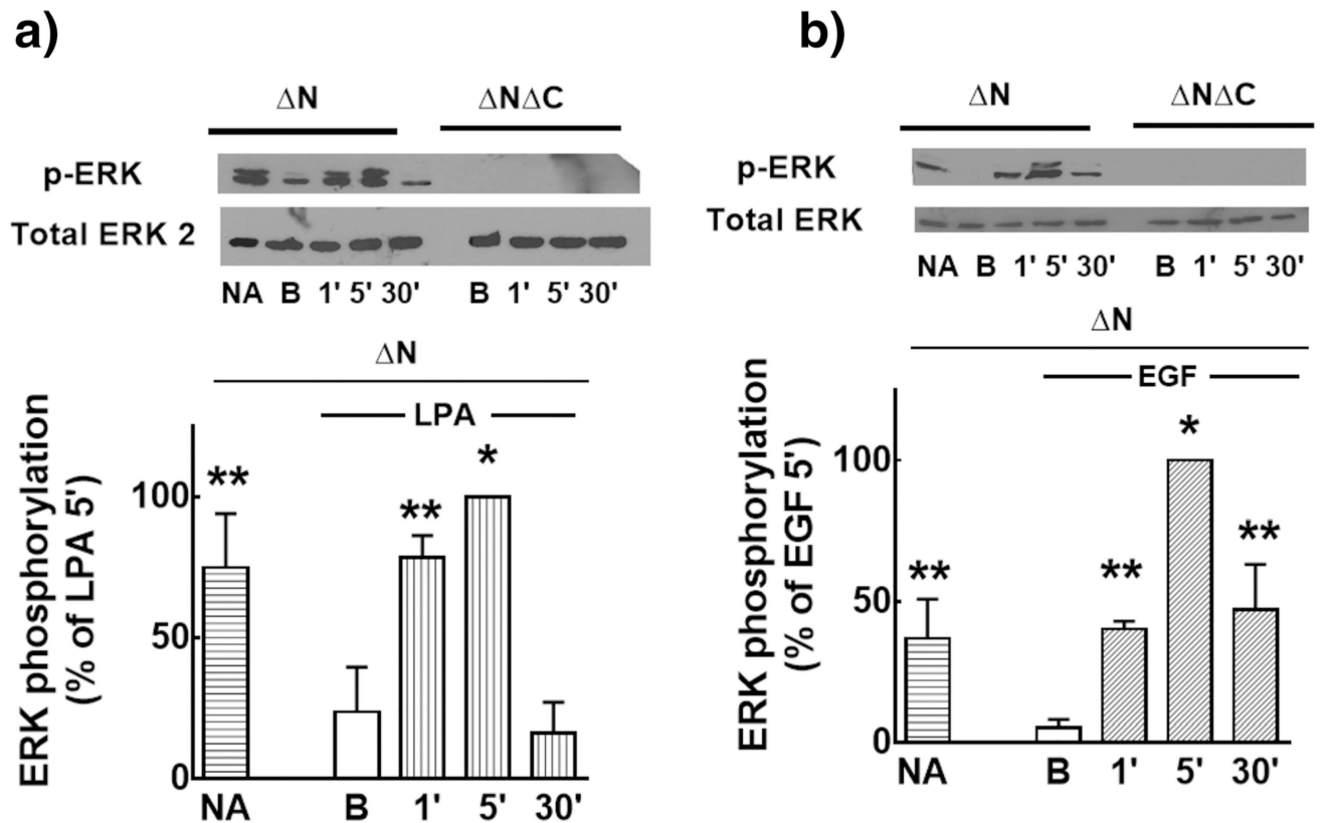 a)
ΔN ΔNΔC
p-ERK
Total ERK 2
NA B 1' 5' 30' B 1' 5' 30'
ΔN
LPA
ERK phosphorylation
(% of LPA 5')
** ** *
100
50
0
NA B 1' 5' 30'
b)
ΔN ΔNΔC
p-ERK
Total ERK
NA B 1' 5' 30' B 1' 5' 30'
ΔN
EGF
ERK phosphorylation
(% of EGF 5')
** ** * **
100
50
0
NA B 1' 5' 30'